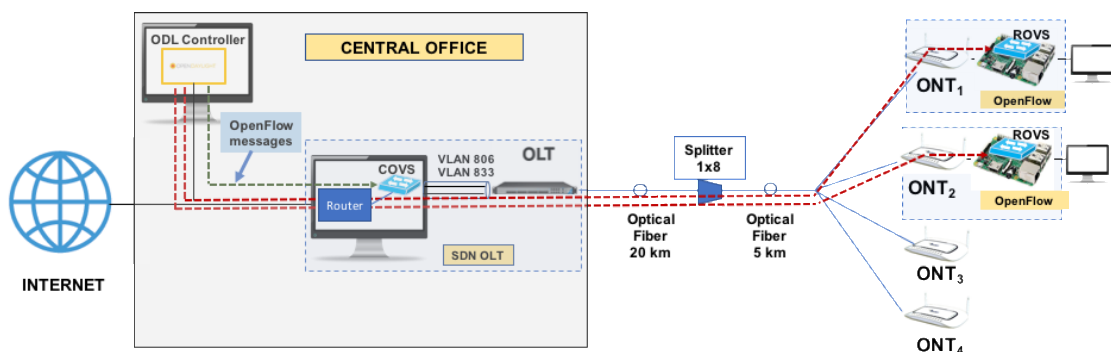 ODL Controller
CENTRAL OFFICE
OpenFlow
messages
COVS
Router
VLAN 806
VLAN 833
OLT
SDN OLT
INTERNET
Splitter
1x8
Optical
Fiber
20 km
Optical
Fiber
5 km
ROVS
ONT1
OpenFlow
ROVS
ONT2
OpenFlow
ONT3
ONT4